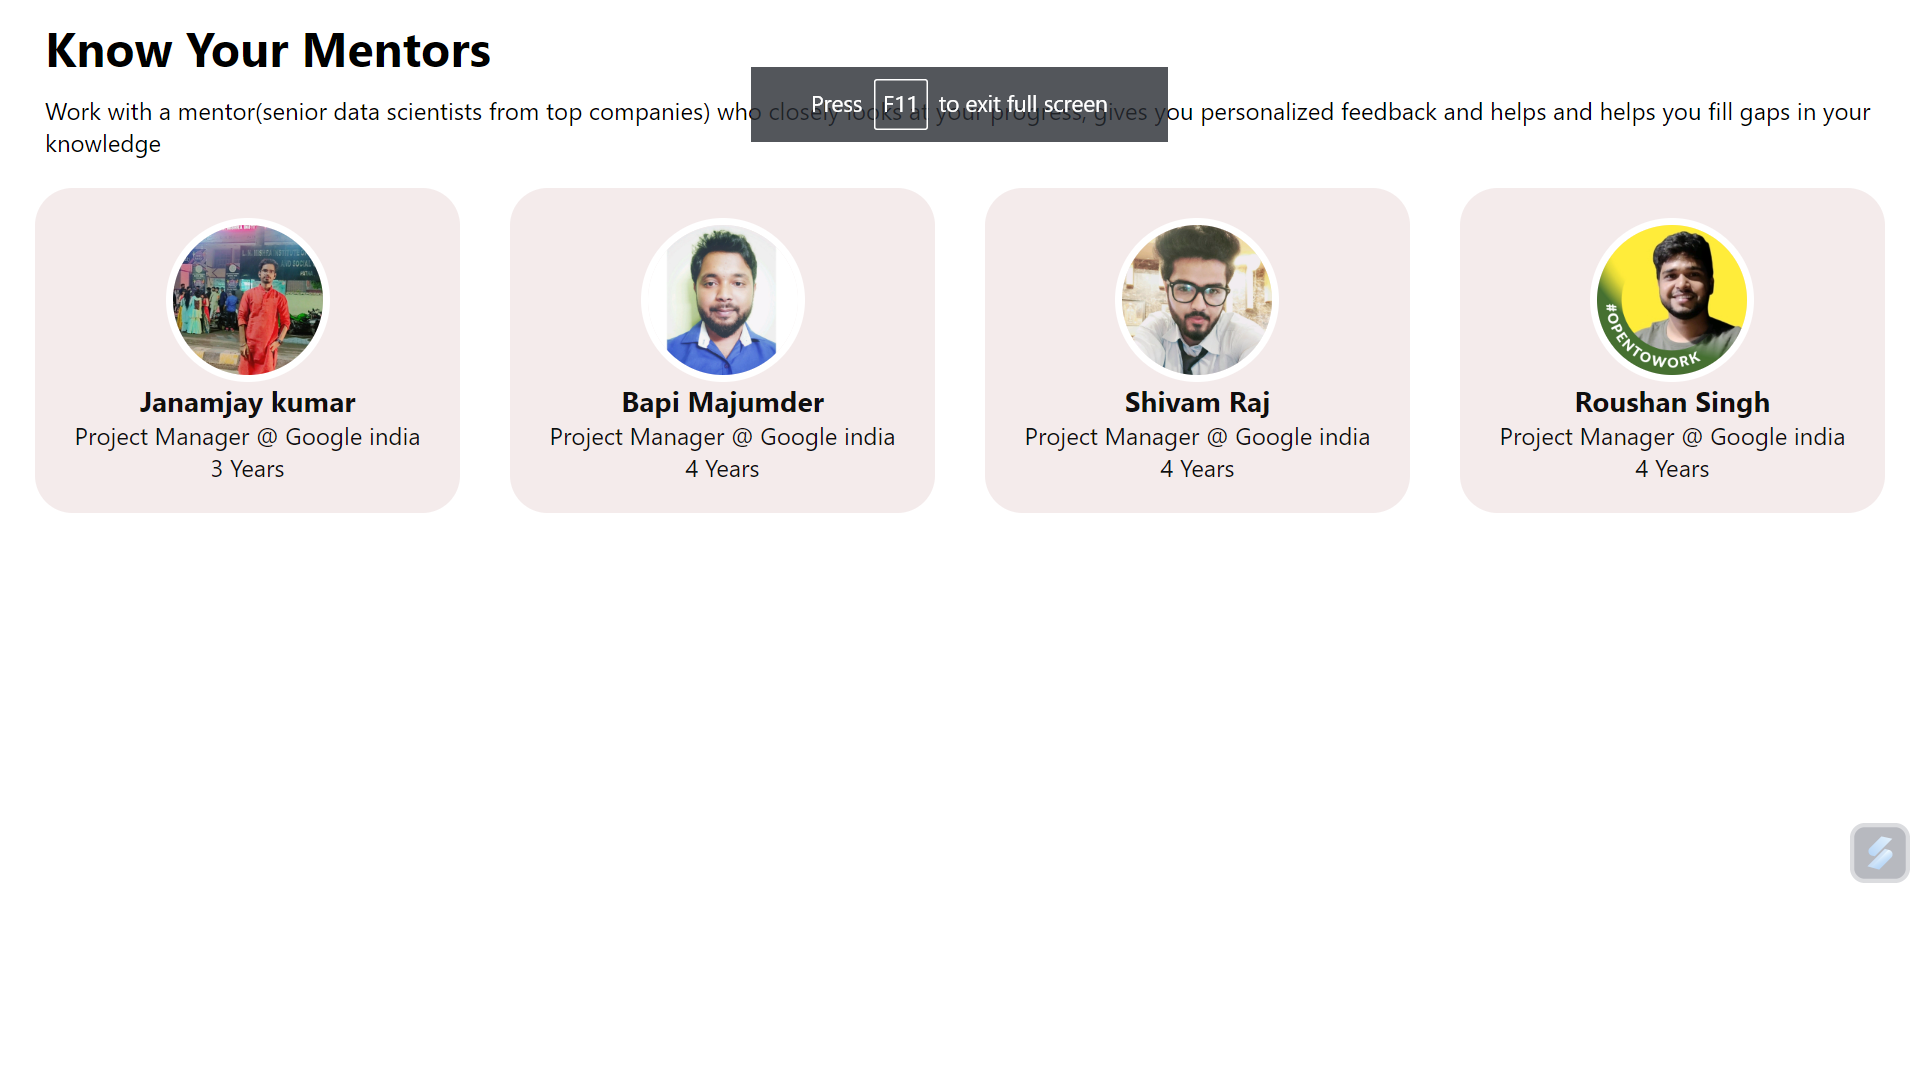 Know Your Mentors
Press F11 to exit full screen
Work with a mentor(senior data scientists from top companies) who closely looks at your progress, gives you personalized feedback and helps and helps you fill gaps in your
knowledge
#OPENTOWORK
Janamjay kumar
Project Manager @ Google india
3 Years
Bapi Majumder
Project Manager @ Google india
4 Years
Shivam Raj
Project Manager @ Google india
4 Years
Roushan Singh
Project Manager @ Google india
4 Years